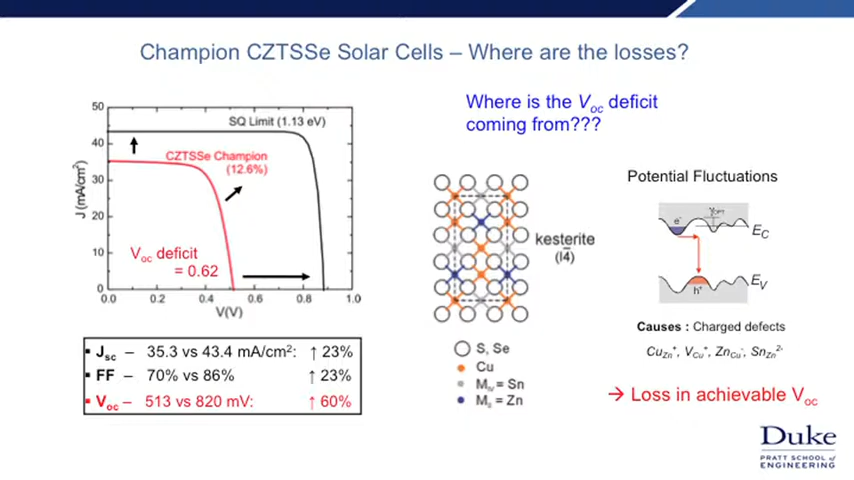 Champion CZTSSe Solar Cells – Where are the losses?
Where is the Voc deficit
coming from???
50
40
30
20
10
0
J (mA/cm²)
0.0 0.2 0.4 0.6 0.8 1.0
V(V)
SQ Limit (1.13 eV)
CZTSSe Champion
(12.6%)
Voc deficit
= 0.62
▪ Jsc – 35.3 vs 43.4 mA/cm²: ↑ 23%
▪ FF – 70% vs 86% ↑ 23%
▪ Voc – 513 vs 820 mV: ↑ 60%
kesterite
(I4̄)
S, Se
Cu
MIV = Sn
MII = Zn
Potential Fluctuations
e⁻
γOPT
EC
EV
h⁺
Causes : Charged defects
CuZn⁺, VCu⁺, ZnCu⁻, SnZn²⁻
→ Loss in achievable Voc
Duke
PRATT SCHOOL of
ENGINEERING